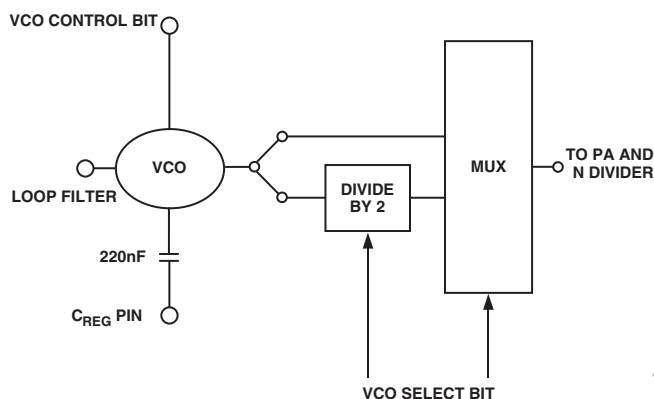 VCO CONTROL BIT
LOOP FILTER
VCO
220nF
CREG PIN
DIVIDE
BY 2
MUX
TO PA AND
N DIVIDER
VCO SELECT BIT